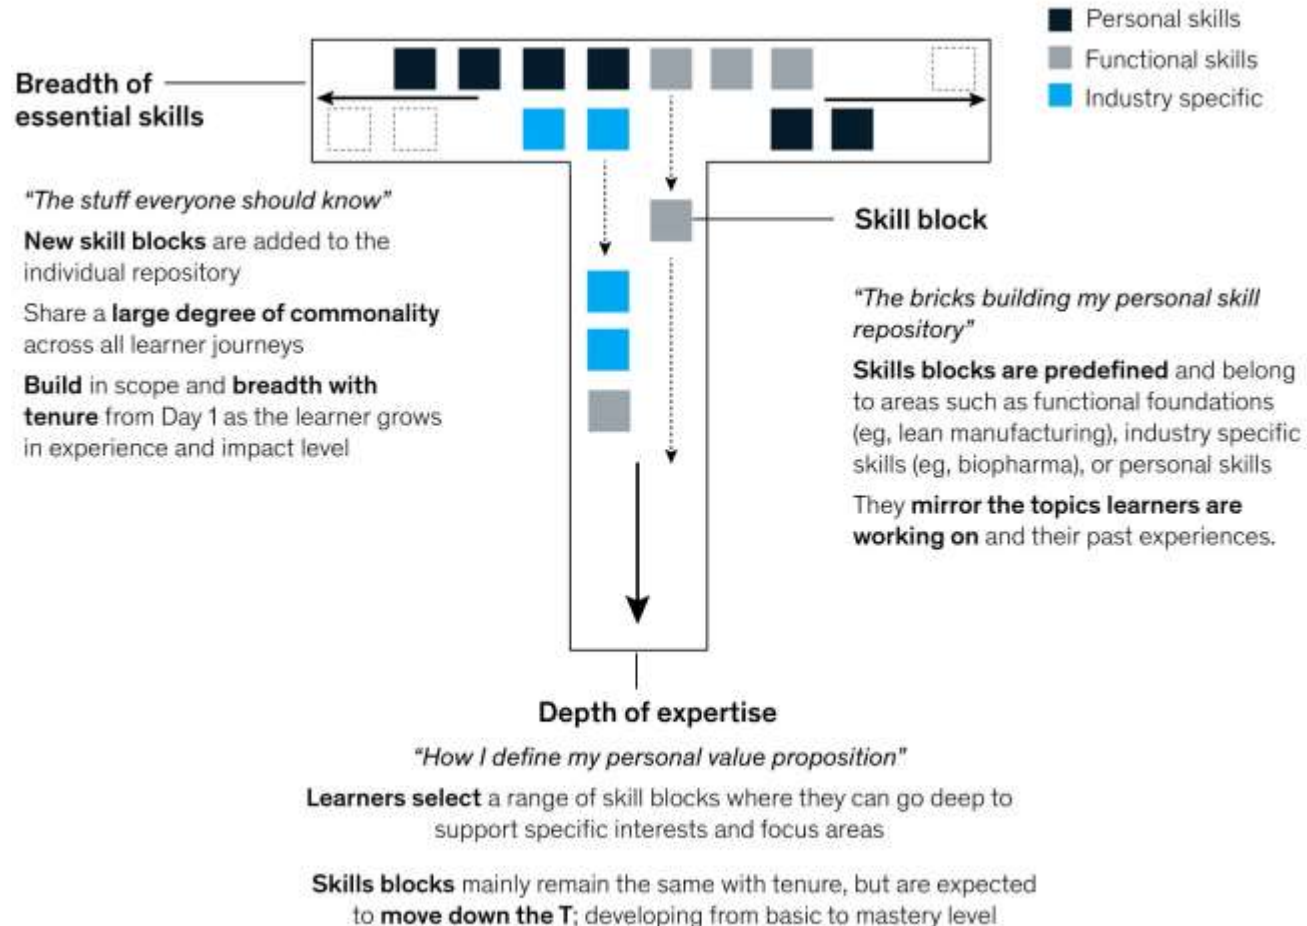 Personal skills
Functional skills
Industry specific
Breadth of
essential skills
“The stuff everyone should know”
New skill blocks are added to the
individual repository
Share a large degree of commonality
across all learner journeys
Build in scope and breadth with
tenure from Day 1 as the learner grows
in experience and impact level
Skill block
“The bricks building my personal skill
repository”
Skills blocks are predefined and belong
to areas such as functional foundations
(eg, lean manufacturing), industry specific
skills (eg, biopharma), or personal skills
They mirror the topics learners are
working on and their past experiences.
Depth of expertise
“How I define my personal value proposition”
Learners select a range of skill blocks where they can go deep to
support specific interests and focus areas
Skills blocks mainly remain the same with tenure, but are expected
to move down the T; developing from basic to mastery level